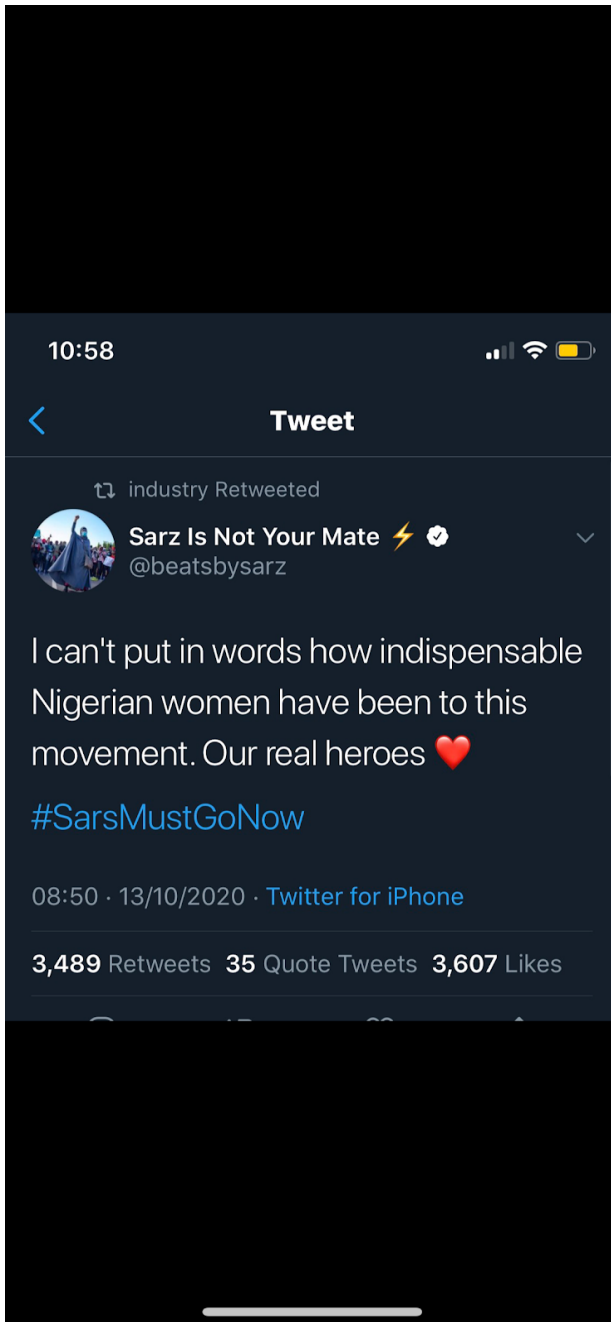 10:58
Tweet
industry Retweeted
Sarz Is Not Your Mate ⚡
@beatsbysarz
I can't put in words how indispensable
Nigerian women have been to this
movement. Our real heroes ❤️
#SarsMustGoNow
08:50 · 13/10/2020 · Twitter for iPhone
3,489 Retweets 35 Quote Tweets 3,607 Likes